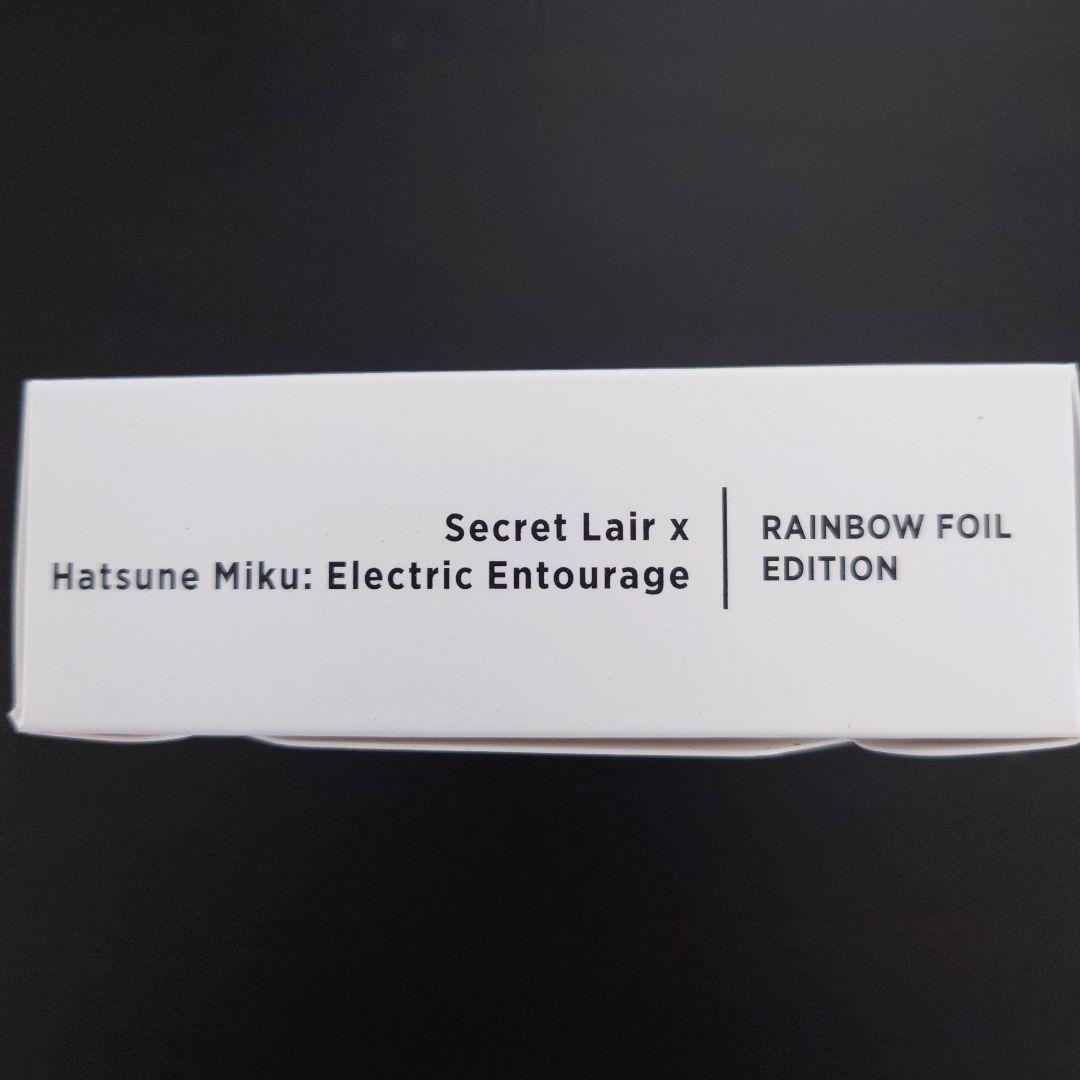 Secret Lair x
Hatsune Miku: Electric Entourage
RAINBOW FOIL
EDITION